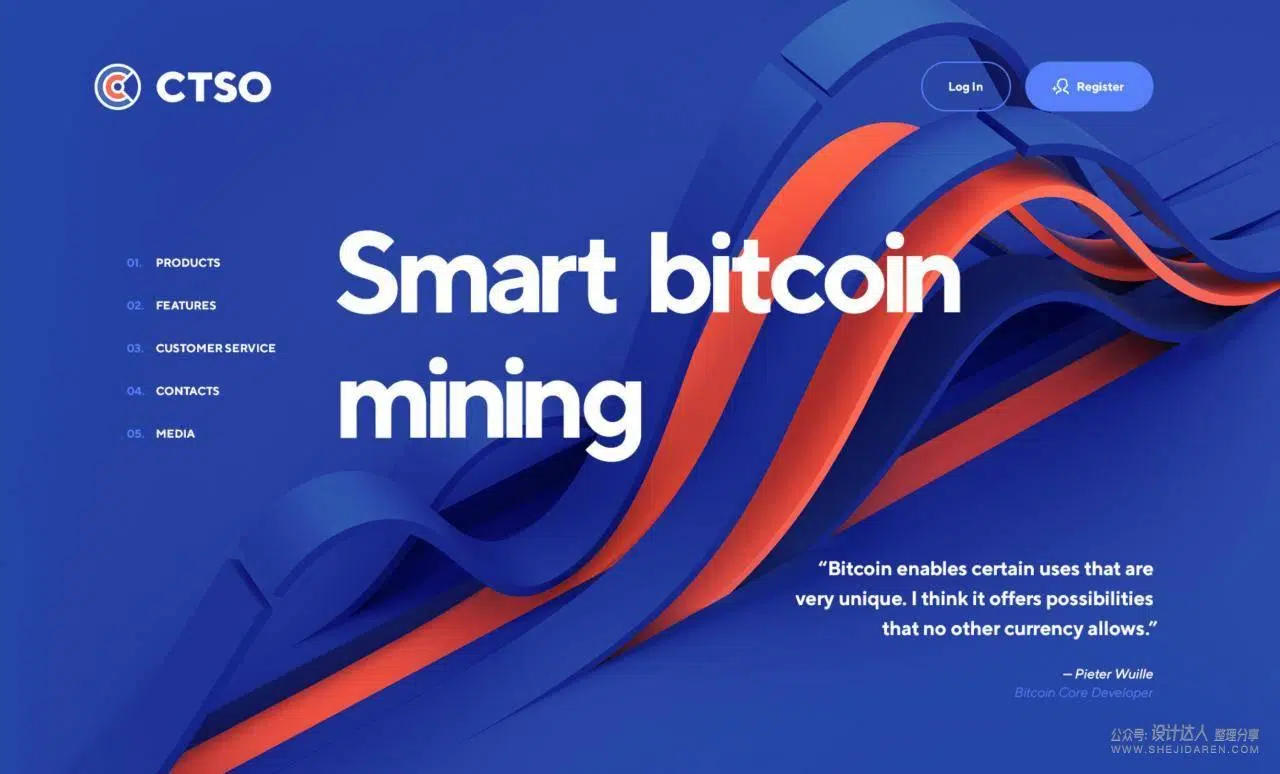 CTSO
Log In
Register
Smart bitcoin
mining
01. PRODUCTS
02. FEATURES
03. CUSTOMER SERVICE
04. CONTACTS
05. MEDIA
“Bitcoin enables certain uses that are
very unique. I think it offers possibilities
that no other currency allows.”
– Pieter Wuille
Bitcoin Core Developer
公众号: 设计达人 整理分享
WWW.SHEJIDAREN.COM